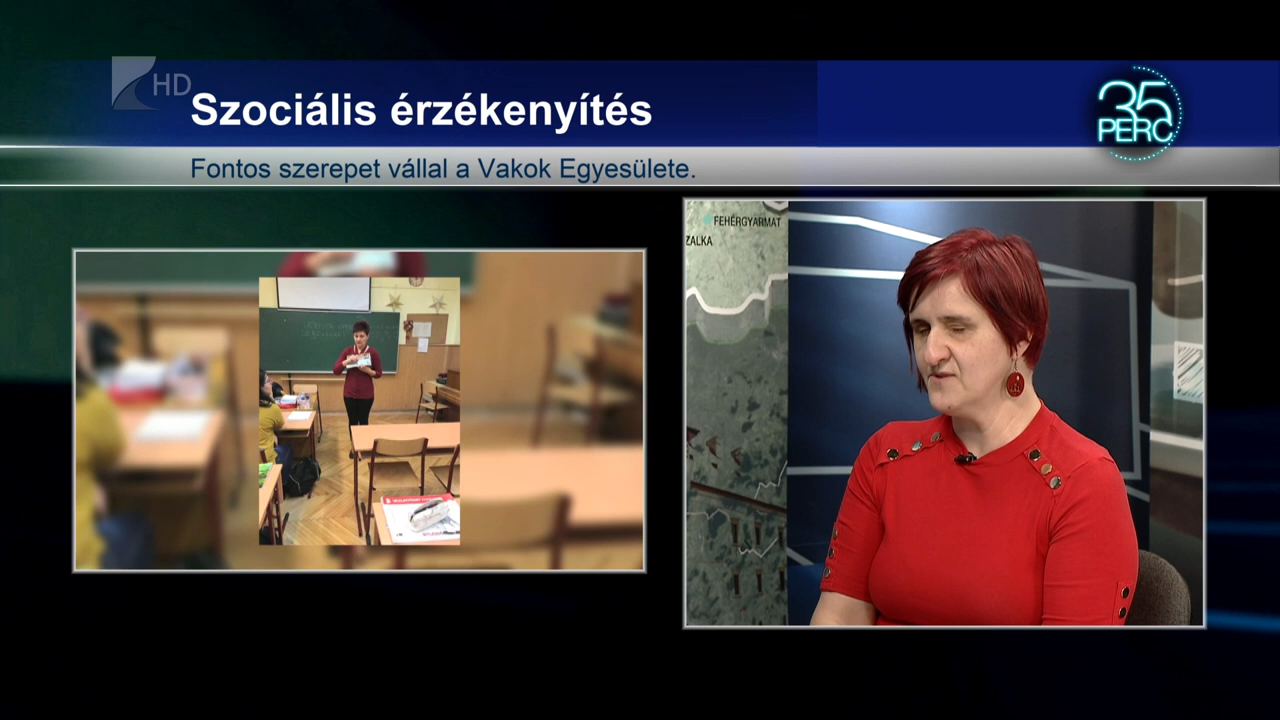 HD
Szociális érzékenyítés
35
PERC
Fontos szerepet vállal a Vakok Egyesülete.
FEHÉRGYARMAT
ZALKA